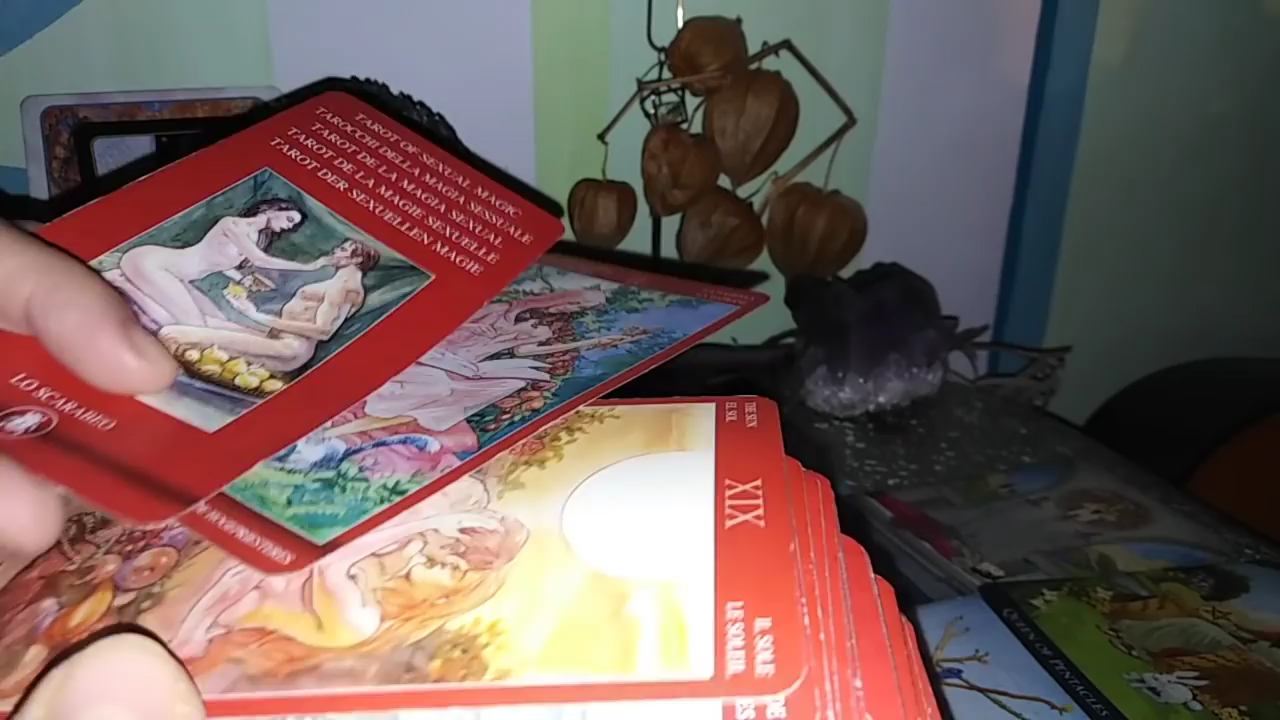 TAROT OF SEXUAL MAGIC
TAROCCHI DELLA MAGIA SESSUALE
TAROT DE LA MAGIA SEXUAL
TAROT DE LA MAGIE SEXUELLE
TAROT DER SEXUELLEN MAGIE
LO SCARABEO
THE SUN
EL SOL
XIX
IL SOLE
LE SOLEIL
QUEEN OF PENTACLES